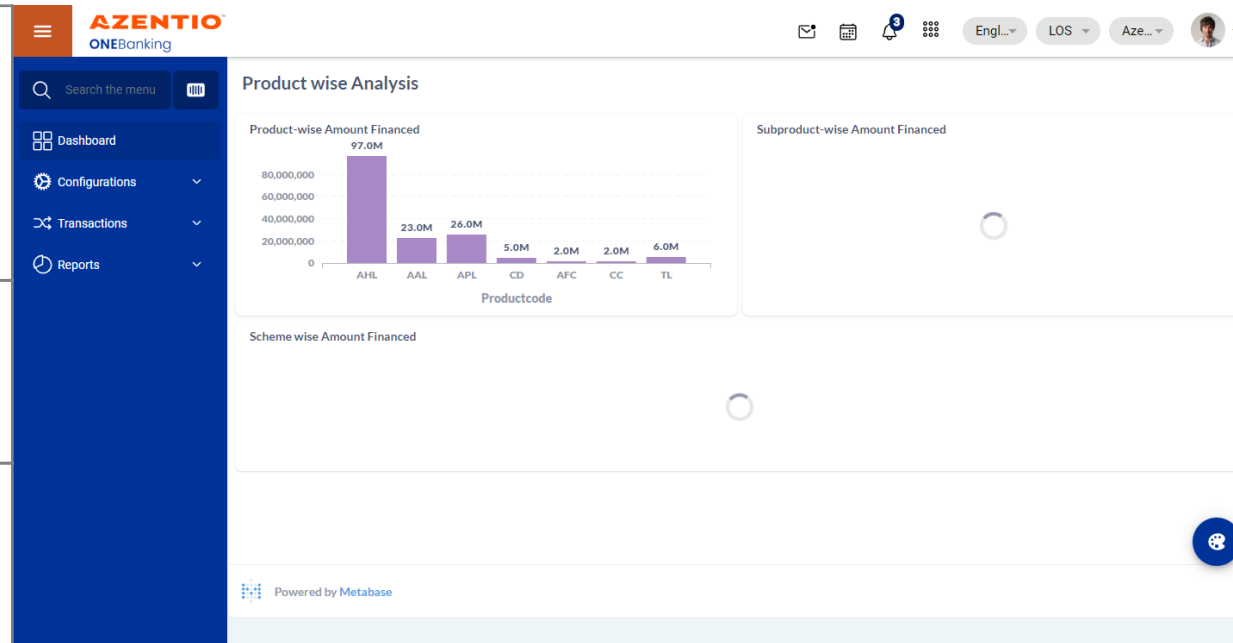 AZENTIO
ONEBanking
3
Engl...
LOS
Aze...
Search the menu
Dashboard
Configurations
Transactions
Reports
Product wise Analysis
Product-wise Amount Financed
97.0M
80,000,000
60,000,000
40,000,000
20,000,000
0
23.0M
26.0M
5.0M
2.0M
2.0M
6.0M
AHL AAL APL CD AFC CC TL
Productcode
Subproduct-wise Amount Financed
Scheme wise Amount Financed
Powered by Metabase